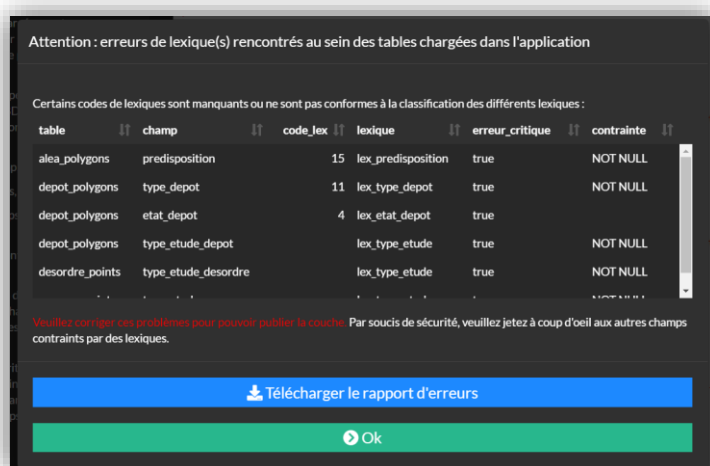 Attention : erreurs de lexique(s) rencontrés au sein des tables chargées dans l'application
Certains codes de lexiques sont manquants ou ne sont pas conformes à la classification des différents lexiques :
table champ code_lex lexique erreur_critique contrainte
alea_polygons predisposition 15 lex_predisposition true NOT NULL
depot_polygons type_depot 11 lex_type_depot true NOT NULL
depot_polygons etat_depot 4 lex_etat_depot true
depot_polygons type_etude_depot lex_type_etude true NOT NULL
desordre_points type_etude_desordre lex_type_etude true NOT NULL
Veuillez corriger ces problèmes pour pouvoir publier la couche. Par soucis de sécurité, veuillez jetez à coup d'oeil aux autres champs
contraints par des lexiques.
Télécharger le rapport d'erreurs
Ok